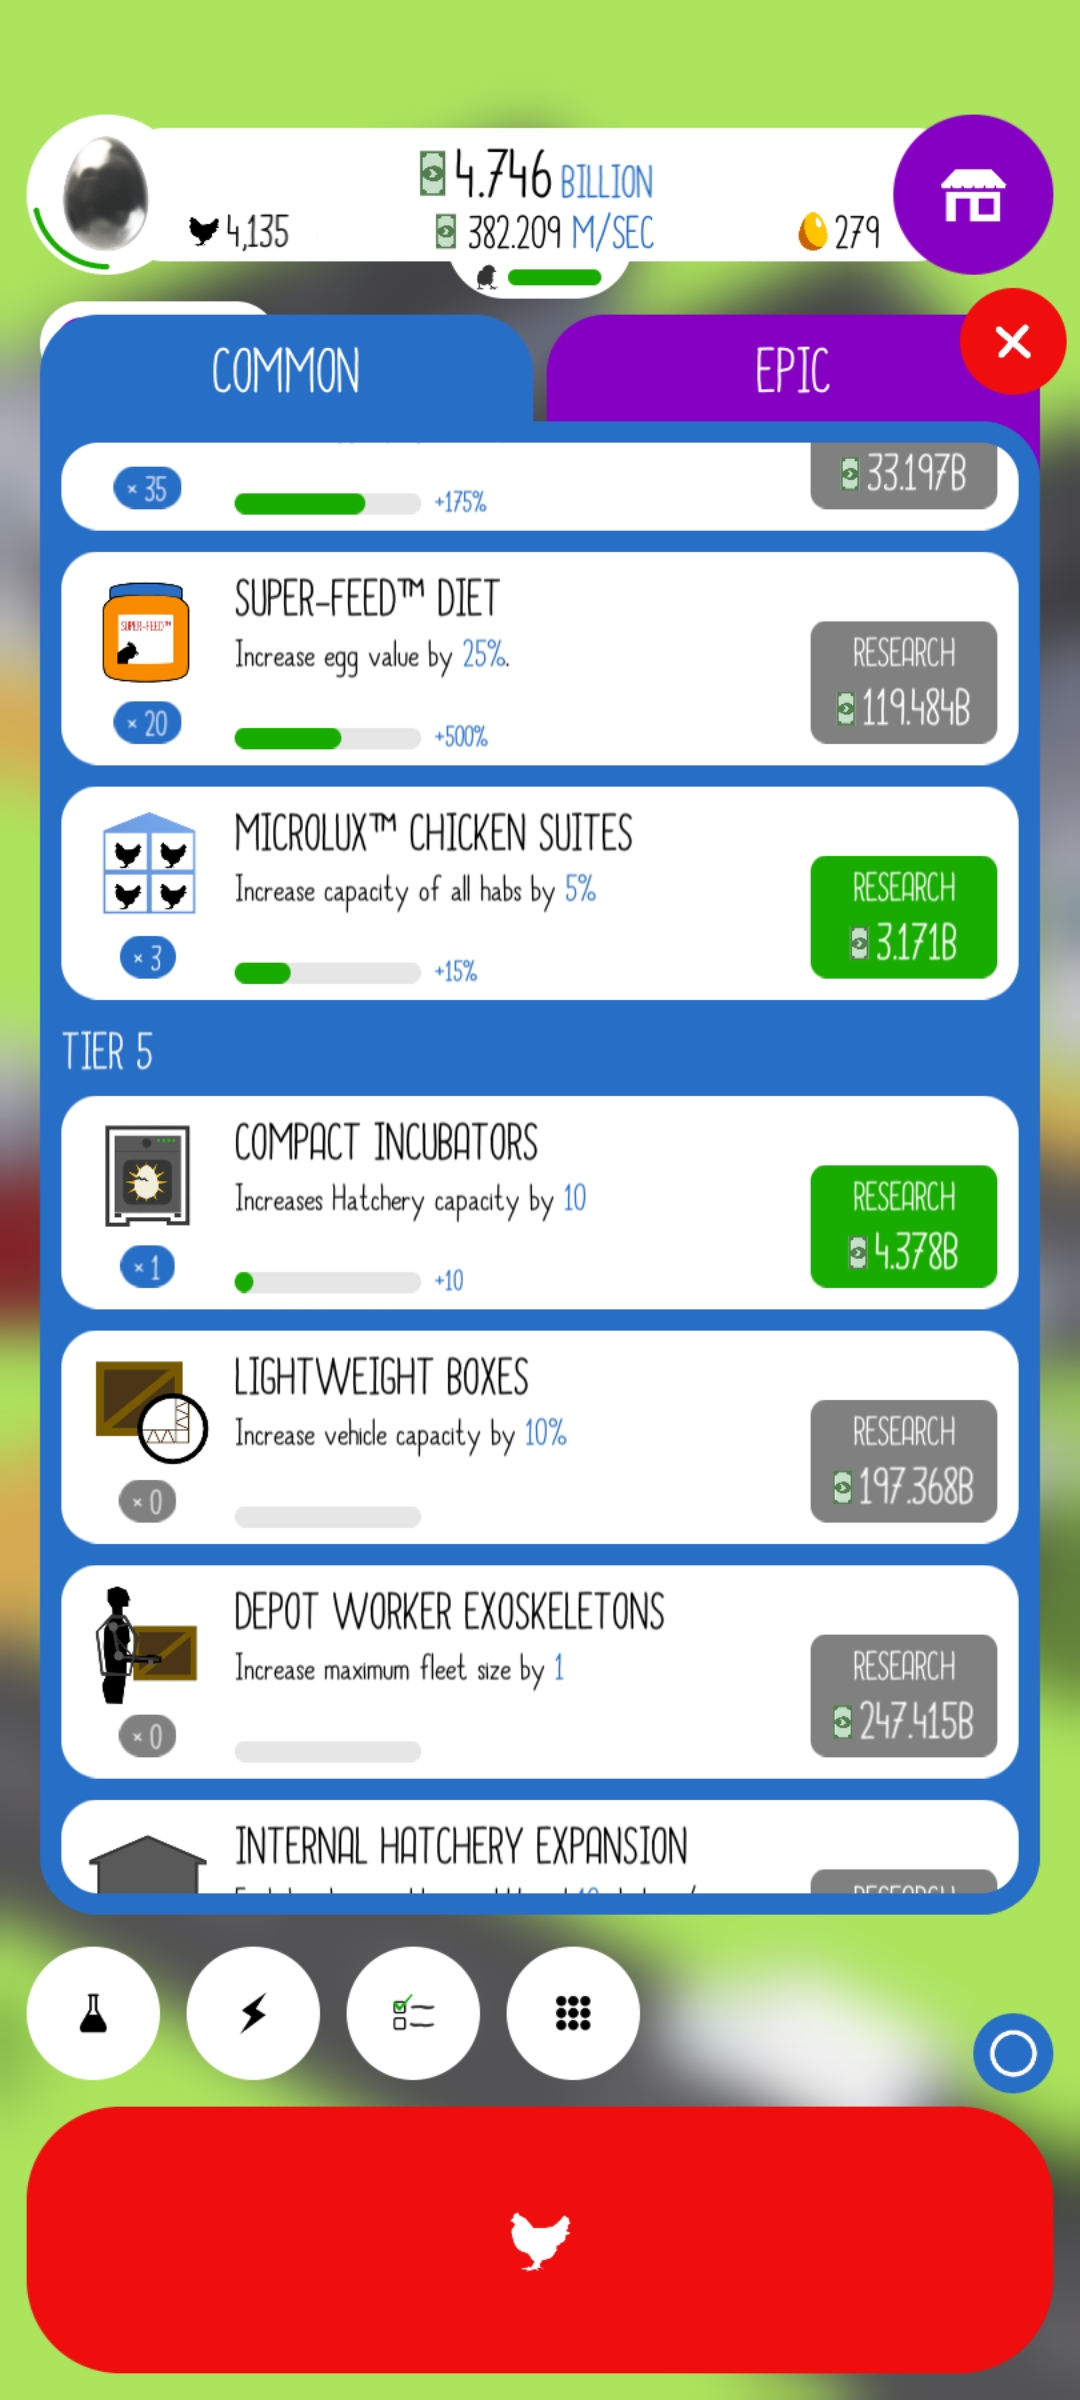 4.746 BILLION
4,135
382.209 M/SEC
279
COMMON
EPIC
× 35
+175%
33.197B
SUPER-FEED™ DIET
Increase egg value by 25%.
SUPER-FEED™
× 20
+500%
RESEARCH
119.484B
MICROLUX™ CHICKEN SUITES
Increase capacity of all habs by 5%
× 3
+15%
RESEARCH
3.171B
TIER 5
COMPACT INCUBATORS
Increases Hatchery capacity by 10
× 1
+10
RESEARCH
4.378B
LIGHTWEIGHT BOXES
Increase vehicle capacity by 10%
× 0
RESEARCH
197.368B
DEPOT WORKER EXOSKELETONS
Increase maximum fleet size by 1
× 0
RESEARCH
247.415B
INTERNAL HATCHERY EXPANSION
RESEARCH